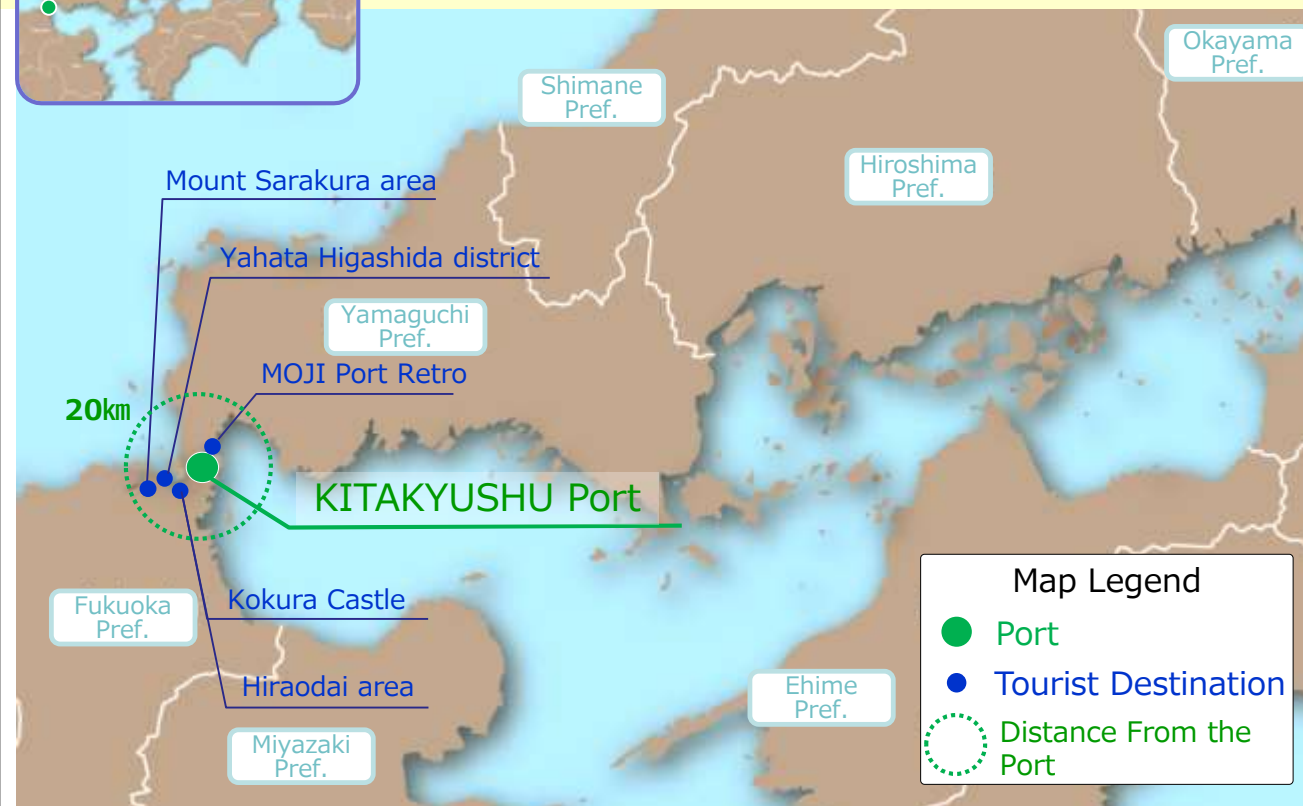 Okayama
Pref.
Shimane
Pref.
Hiroshima
Pref.
Mount Sarakura area
Yahata Higashida district
Yamaguchi
Pref.
MOJI Port Retro
20km
KITAKYUSHU Port
Fukuoka
Pref.
Kokura Castle
Hiraodai area
Miyazaki
Pref.
Ehime
Pref.
Map Legend
Port
Tourist Destination
Distance From the
Port